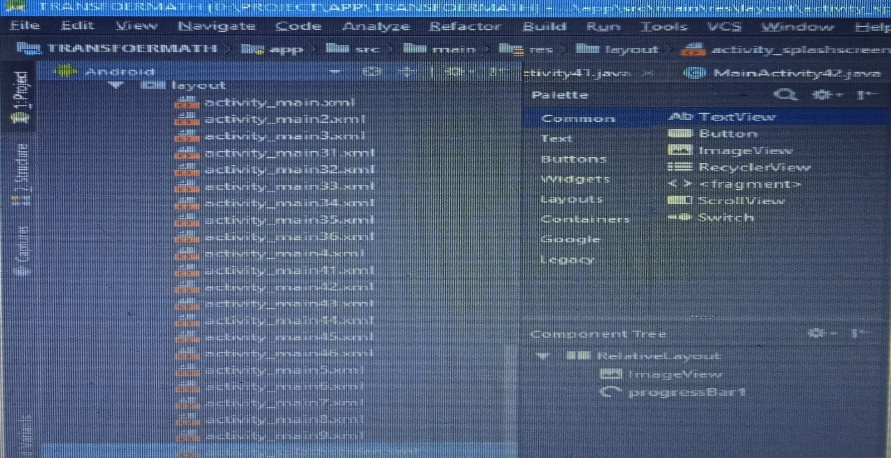 TRANSFOERMATH [D:\PROJECT\APP\TRANSFOERMATH] - ...\app\src\main\res\layout\activity_sp
File Edit View Navigate Code Analyze Refactor Build Run Tools VCS Window Help
TRANSFOERMATH app src main res layout activity_splashscreen
Android
ctivity41.java × MainActivity42.java
1: Project
7: Structure
Captures
Variants
layout
activity_main.xml
activity_main2.xml
activity_main3.xml
activity_main31.xml
activity_main32.xml
activity_main33.xml
activity_main34.xml
activity_main35.xml
activity_main36.xml
activity_main4.xml
activity_main41.xml
activity_main42.xml
activity_main43.xml
activity_main44.xml
activity_main45.xml
activity_main46.xml
activity_main5.xml
activity_main6.xml
activity_main7.xml
activity_main8.xml
activity_main9.xml
Palette
Common
Text
Buttons
Widgets
Layouts
Containers
Google
Legacy
Ab TextView
Button
ImageView
RecyclerView
<> <fragment>
ScrollView
Switch
Component Tree
RelativeLayout
ImageView
progressBar1